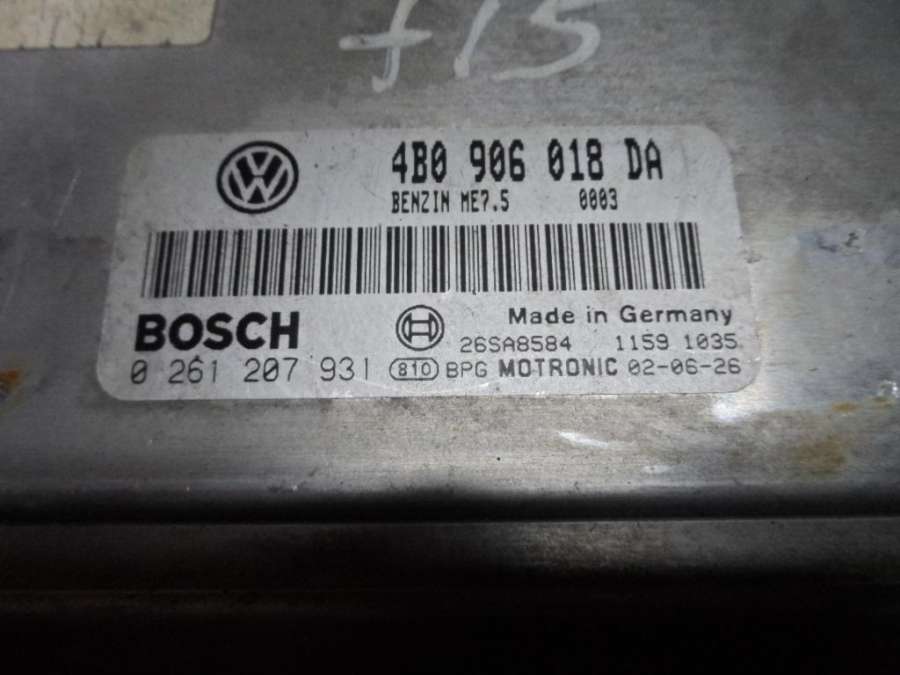 f15
4B0 906 018 DA
BENZIN ME7.5 0003
BOSCH
Made in Germany
26SA8584 1159 1035
0 261 207 931 810 BPG MOTRONIC 02-06-26